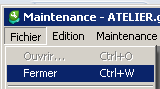 Maintenance - ATELIER.g
Fichier Edition Maintenance
Ouvrir... Ctrl+O
Fermer Ctrl+W